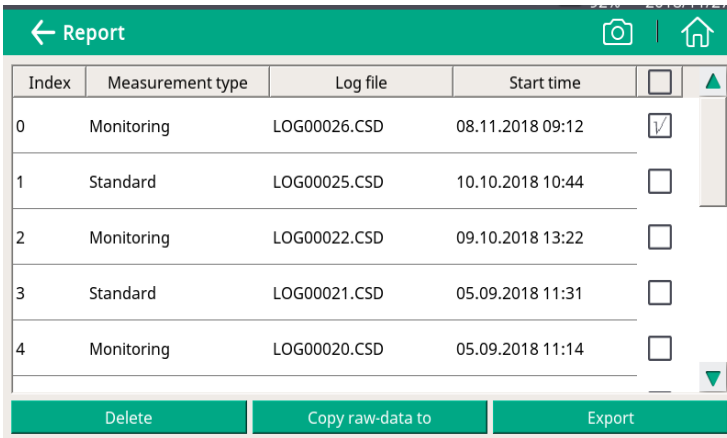 Report
Index Measurement type Log file Start time
0 Monitoring LOG00026.CSD 08.11.2018 09:12
1 Standard LOG00025.CSD 10.10.2018 10:44
2 Monitoring LOG00022.CSD 09.10.2018 13:22
3 Standard LOG00021.CSD 05.09.2018 11:31
4 Monitoring LOG00020.CSD 05.09.2018 11:14
Delete Copy raw-data to Export